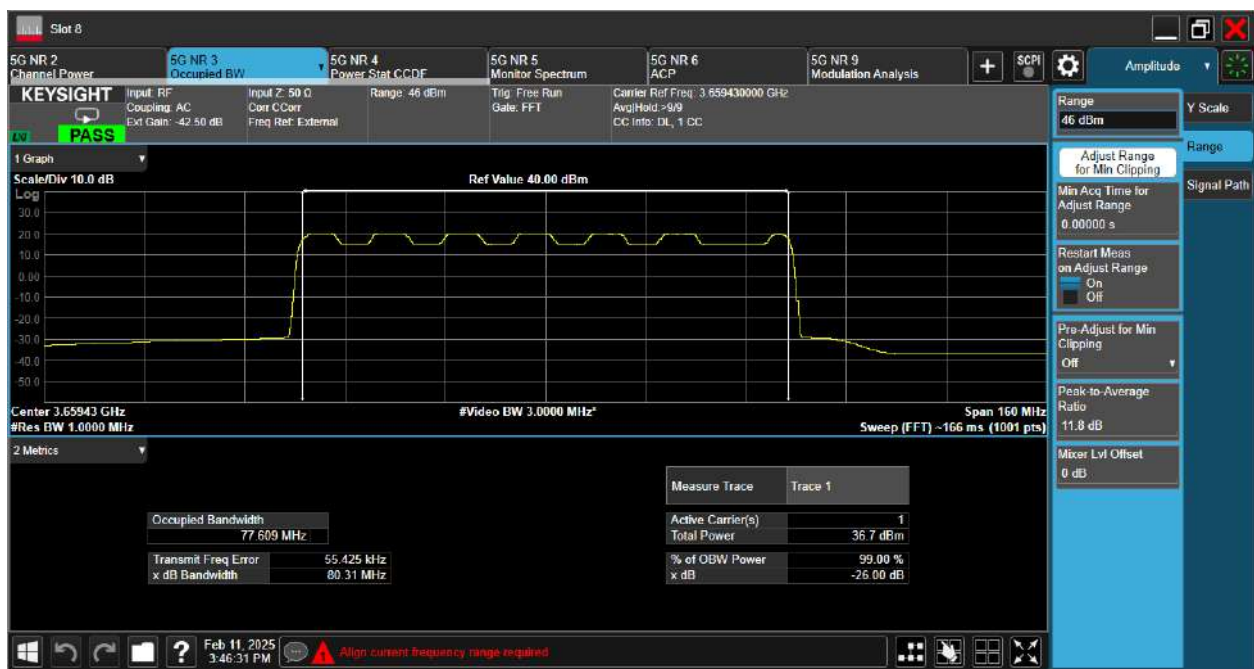 Slot 8
5G NR 2
Channel Power
5G NR 3
Occupied BW
5G NR 4
Power Stat CCDF
5G NR 5
Monitor Spectrum
5G NR 6
ACP
5G NR 9
Modulation Analysis
+
SCPI
Amplitude
KEYSIGHT
LXI
PASS
Input: RF
Coupling: AC
Ext Gain: -42.50 dB
Input Z: 50 Ω
Corr CCorr
Freq Ref: External
Range: 46 dBm
Trig: Free Run
Gate: FFT
Carrier Ref Freq: 3.659430000 GHz
Avg|Hold:>9/9
CC Info: DL, 1 CC
1 Graph
Scale/Div 10.0 dB
Ref Value 40.00 dBm
Log
30.0
20.0
10.0
0.00
-10.0
-20.0
-30.0
-40.0
-50.0
Center 3.65943 GHz
#Video BW 3.0000 MHz*
Span 160 MHz
#Res BW 1.0000 MHz
Sweep (FFT) ~166 ms (1001 pts)
2 Metrics
Measure Trace Trace 1
Occupied Bandwidth
77.609 MHz
Active Carrier(s) 1
Total Power 36.7 dBm
Transmit Freq Error 55.425 kHz
x dB Bandwidth 80.31 MHz
% of OBW Power 99.00 %
x dB -26.00 dB
Range
46 dBm
Adjust Range
for Min Clipping
Min Acq Time for
Adjust Range
0.00000 s
Restart Meas
on Adjust Range
On
Off
Pre-Adjust for Min
Clipping
Off
Peak-to-Average
Ratio
11.8 dB
Mixer Lvl Offset
0 dB
Y Scale
Range
Signal Path
?
Feb 11, 2025
3:46:31 PM
Align current frequency range required